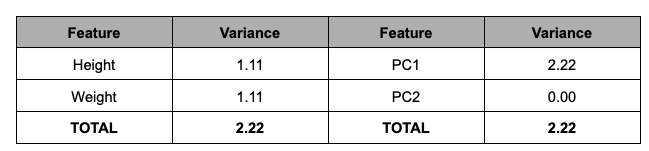 Feature Variance Feature Variance
Height 1.11 PC1 2.22
Weight 1.11 PC2 0.00
TOTAL 2.22 TOTAL 2.22